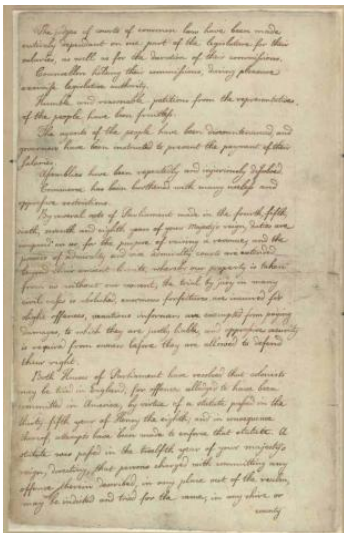 The Judges of courts of common law have been made
entirely dependant on one part of the legislature for their
salaries, as well as for the duration of their commissions.
Councellors holding their commissions, during pleasure
exercise legislative authority.
Humble and reasonable petitions from the representatives
of the people have been fruitless.
The agents of the people have been discountenanced, and
governors have been instructed to prevent the payment of their
salaries.
Assemblies have been repeatedly and injuriously dissolved.
Commerce has been burthened with many useless and
oppressive restrictions.
By several acts of Parliament made in the fourth, fifth,
sixth, seventh and eighth years of your Majesty's reign, duties are
imposed on us, for the purpose of raising a revenue, and the
powers of admiralty and vice admiralty courts are extended
beyond their ancient limits, whereby our property is taken
from us without our consent, the trial by jury in many
civil cases is abolished, enormous forfeitures are incurred for
slight offences, vexatious informers are exempted from paying
damages, to which they are justly liable, and oppressive security
is required from owners before they are allowed to defend
their right.
Both Houses of Parliament have resolved that colonists
may be tried in England, for offences alledged to have been
committed in America, by virtue of a statute passed in the
thirty fifth year of Henry the eighth; and in consequence
thereof, attempts have been made to enforce that statute. A
statute was passed in the twelfth year of your majesty's
reign, directing, that persons charged with committing any
offence therein described, in any place out of the realm,
may be indicted and tried for the same, in any shire or
county